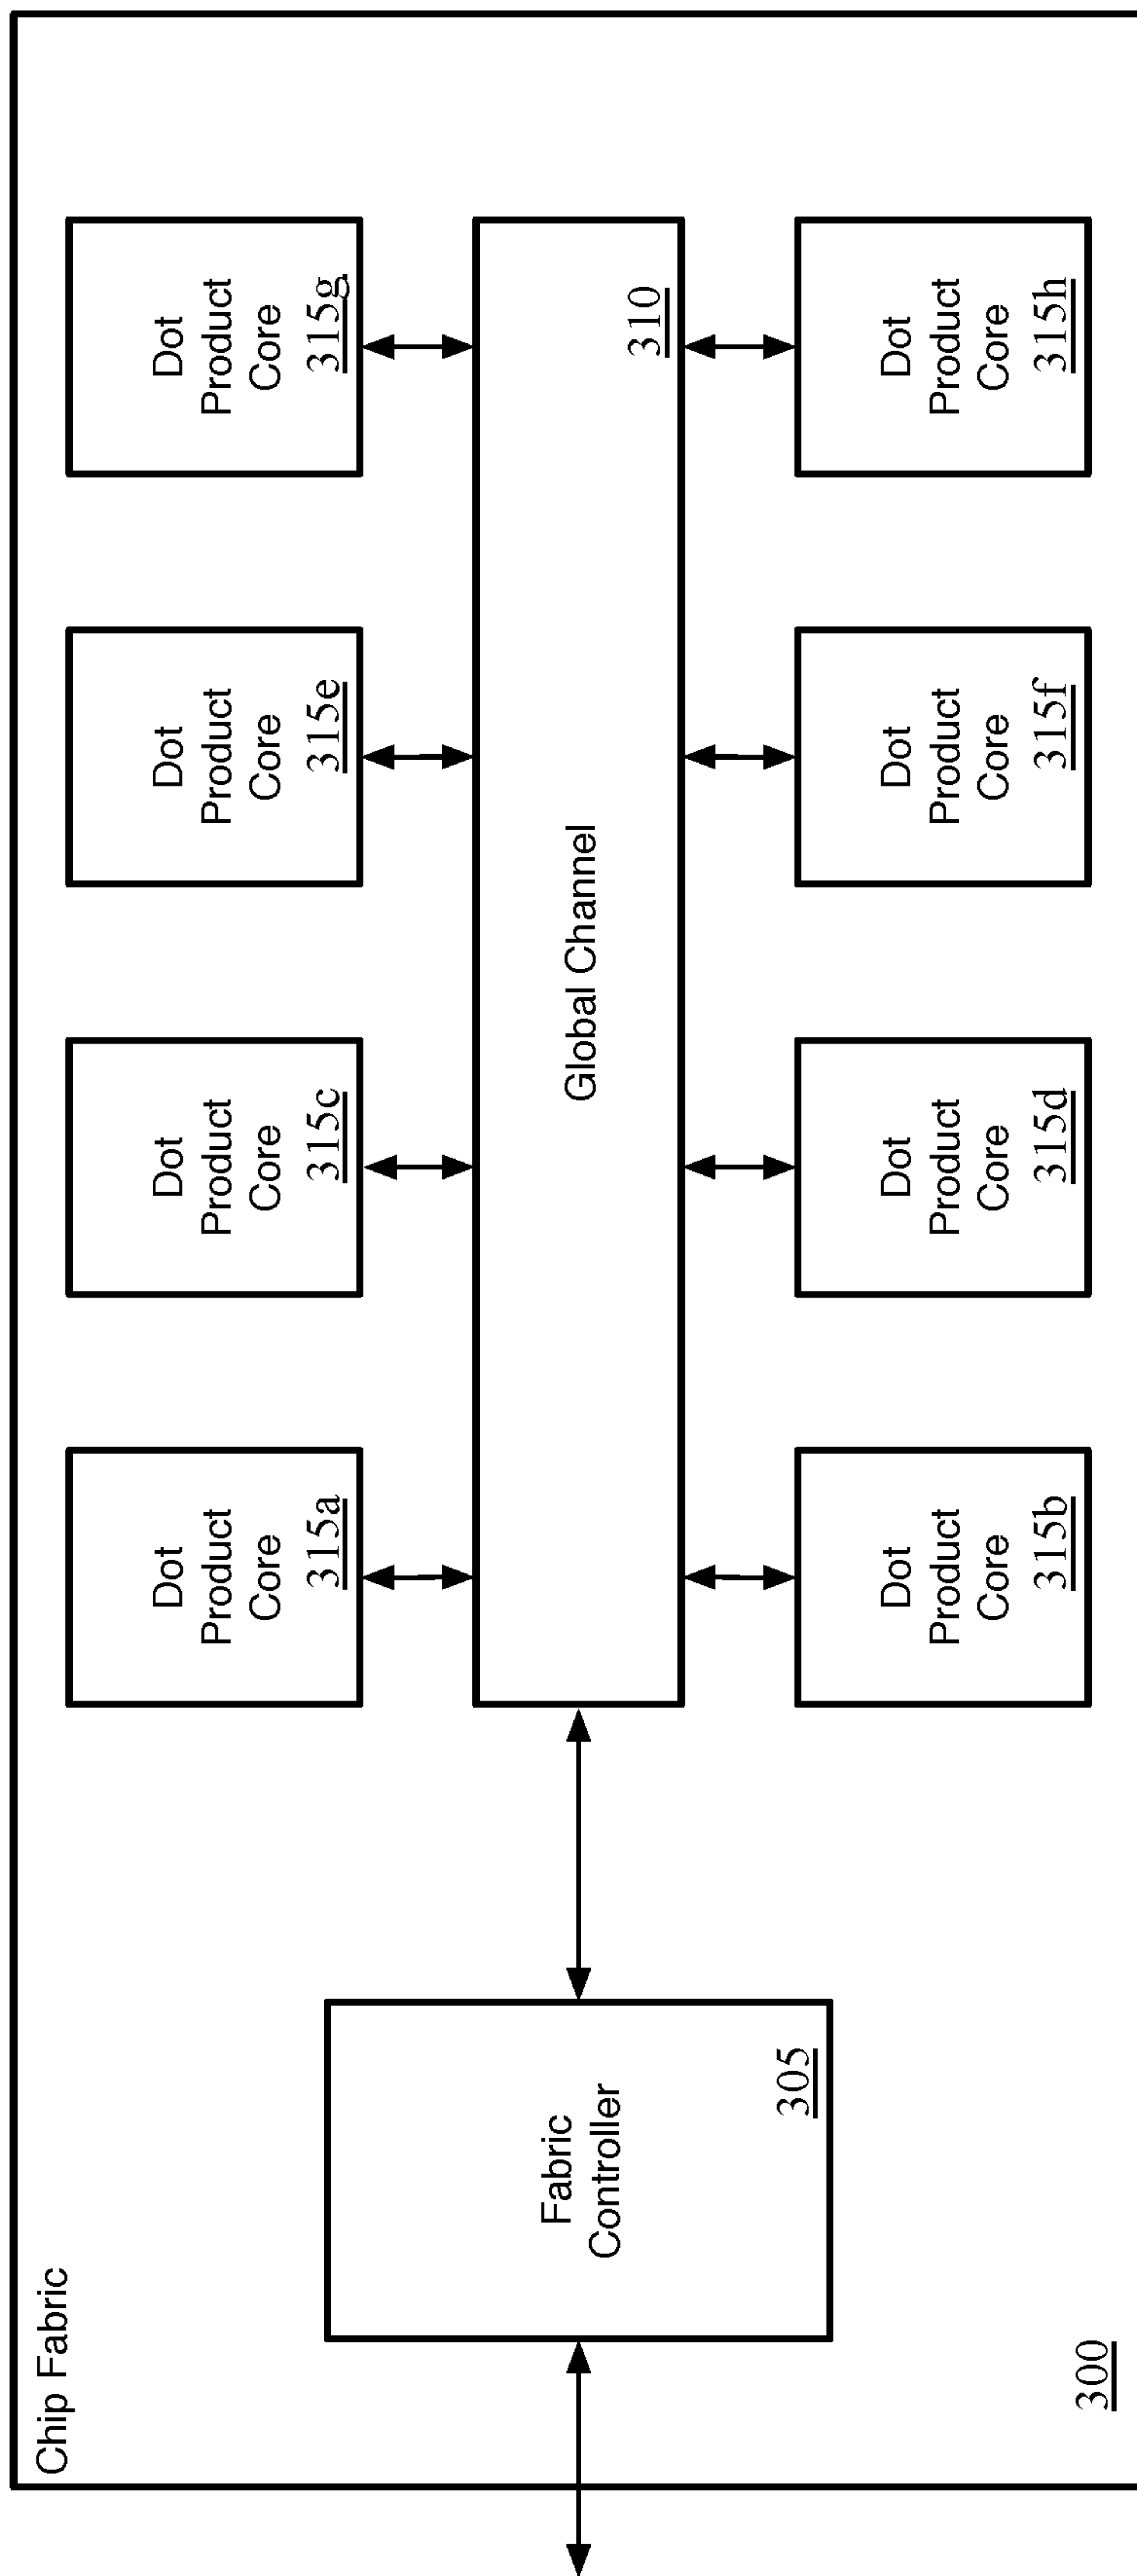 Chip Fabric
Dot
Product
Core
315a
Dot
Product
Core
315c
Dot
Product
Core
315e
Dot
Product
Core
315g
Fabric
Controller
305
Global Channel
310
Dot
Product
Core
315b
Dot
Product
Core
315d
Dot
Product
Core
315f
Dot
Product
Core
315h
300